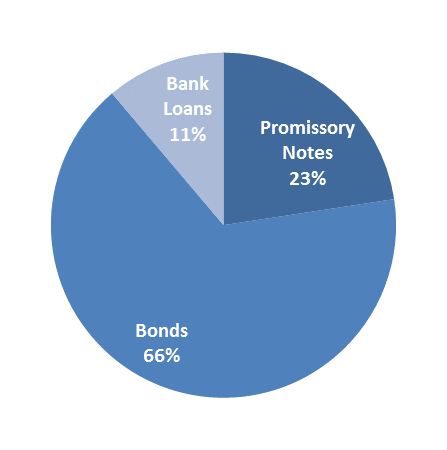 Bank
Loans
11%
Promissory
Notes
23%
Bonds
66%